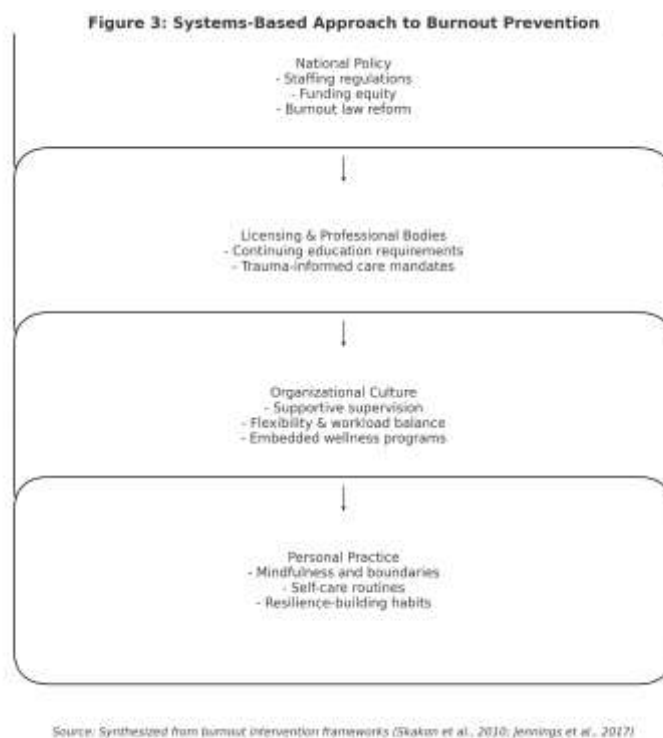 Figure 3: Systems-Based Approach to Burnout Prevention
National Policy
- Staffing regulations
- Funding equity
- Burnout law reform
Licensing & Professional Bodies
- Continuing education requirements
- Trauma-informed care mandates
Organizational Culture
- Supportive supervision
- Flexibility & workload balance
- Embedded wellness programs
Personal Practice
- Mindfulness and boundaries
- Self-care routines
- Resilience-building habits
Source: Synthesized from burnout intervention frameworks (Skakon et al., 2010; Jennings et al., 2017)